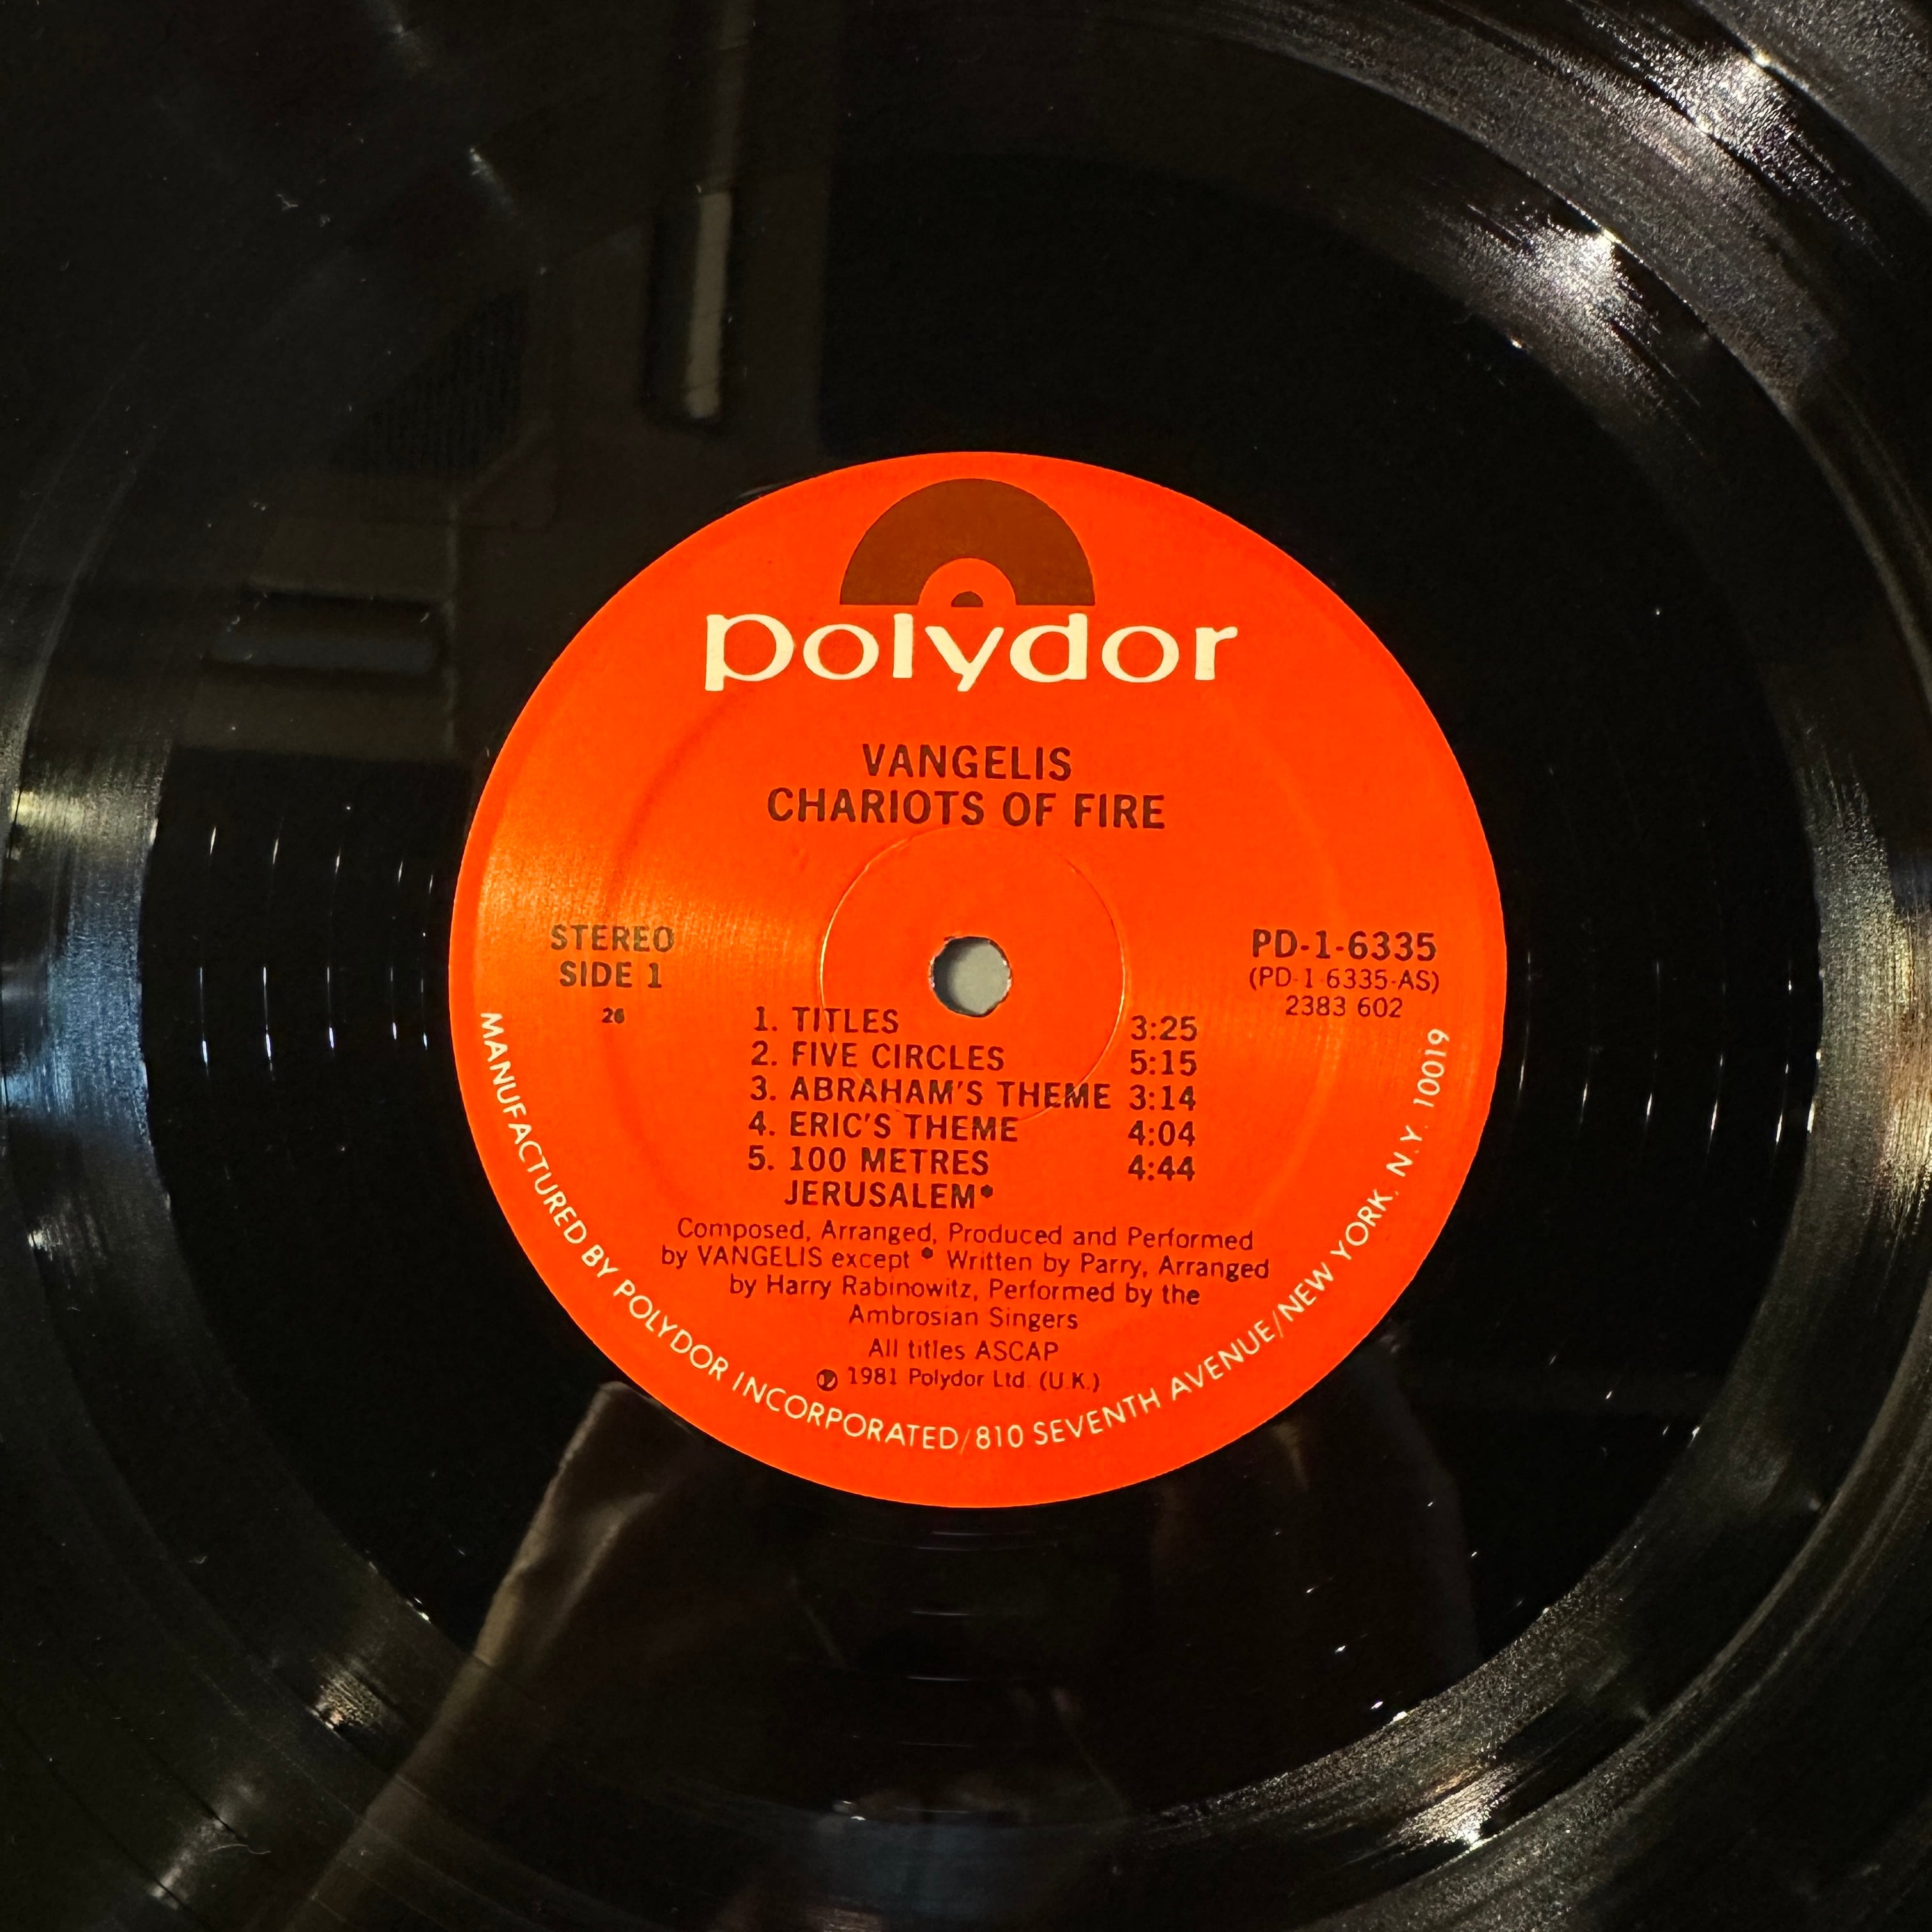 polydor
VANGELIS
CHARIOTS OF FIRE
STEREO
SIDE 1
26
PD-1-6335
(PD-1-6335-AS)
2383 602
1. TITLES 3:25
2. FIVE CIRCLES 5:15
3. ABRAHAM'S THEME 3:14
4. ERIC'S THEME 4:04
5. 100 METRES 4:44
JERUSALEM*
Composed, Arranged, Produced and Performed
by VANGELIS except * Written by Parry, Arranged
by Harry Rabinowitz, Performed by the
Ambrosian Singers
All titles ASCAP
℗ 1981 Polydor Ltd. (U.K.)
MANUFACTURED BY POLYDOR INCORPORATED/810 SEVENTH AVENUE/NEW YORK, N.Y. 10019